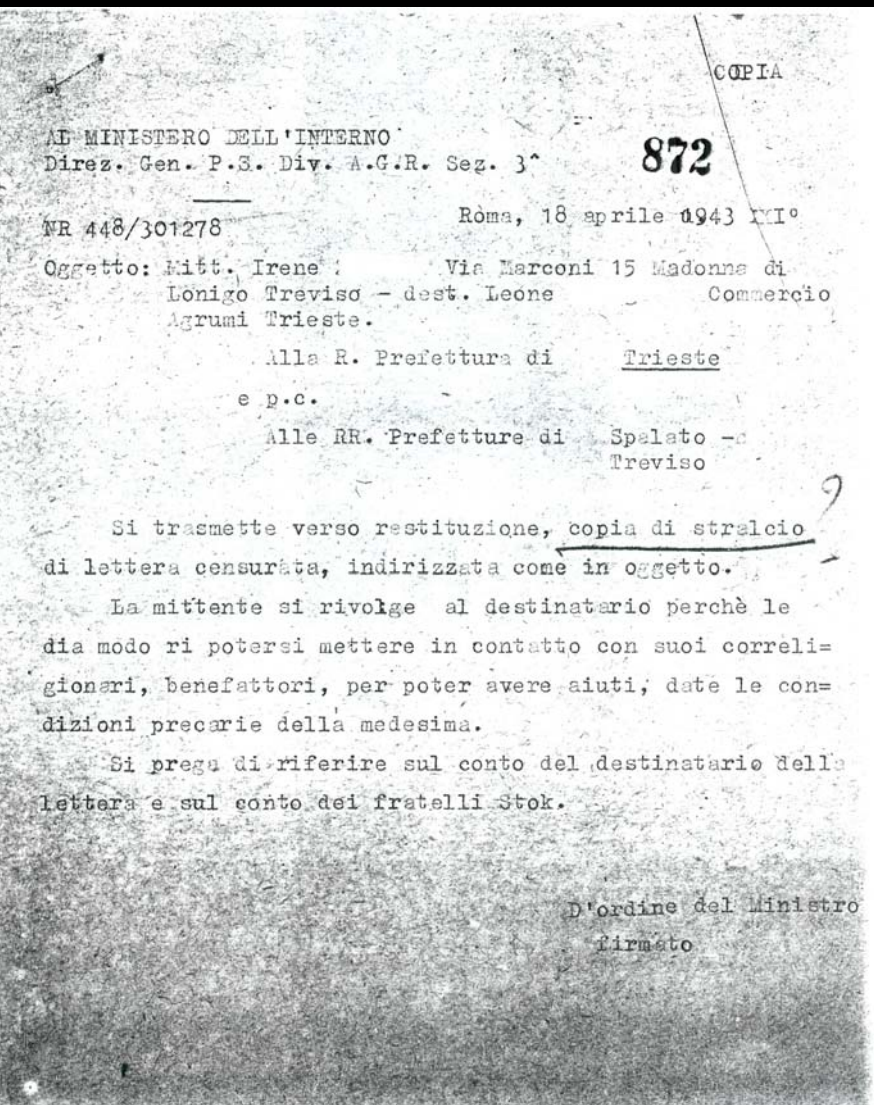 COPIA
AL MINISTERO DELL'INTERNO
Direz. Gen. P.S. Div. A.G.R. Sez. 3^
872
NR 448/301278
Ròma, 18 aprile 1943 XXI°
Oggetto: Mitt. Irene Via Marconi 15 Madonna di
Lonigo Treviso - dest. Leone Commercio
Agrumi Trieste.
Alla R. Prefettura di Trieste
e p.c.
Alle RR. Prefetture di Spalato -
Treviso
Si trasmette verso restituzione, copia di stralcio ?
di lettera censurata, indirizzata come in oggetto.
La mittente si rivolge al destinatario perchè le
dia modo ri potersi mettere in contatto con suoi correli=
gionari, benefattori, per poter avere aiuti, date le con=
dizioni precarie della medesima.
Si prega di riferire sul conto del destinatario della
lettera e sul conto dei fratelli Stok.
D'ordine del Ministro
firmato